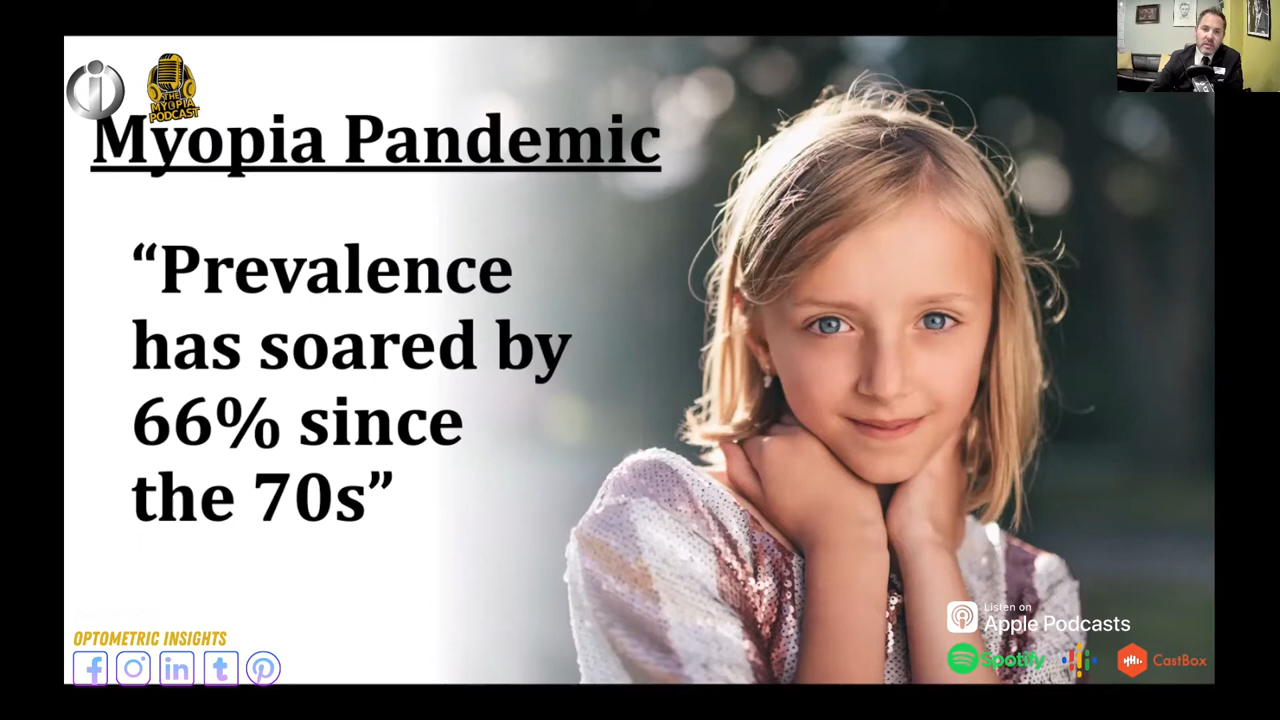 THE
MYOPIA
PODCAST
Myopia Pandemic
“Prevalence
has soared by
66% since
the 70s”
OPTOMETRIC INSIGHTS
Listen on
Apple Podcasts
Spotify
CastBox